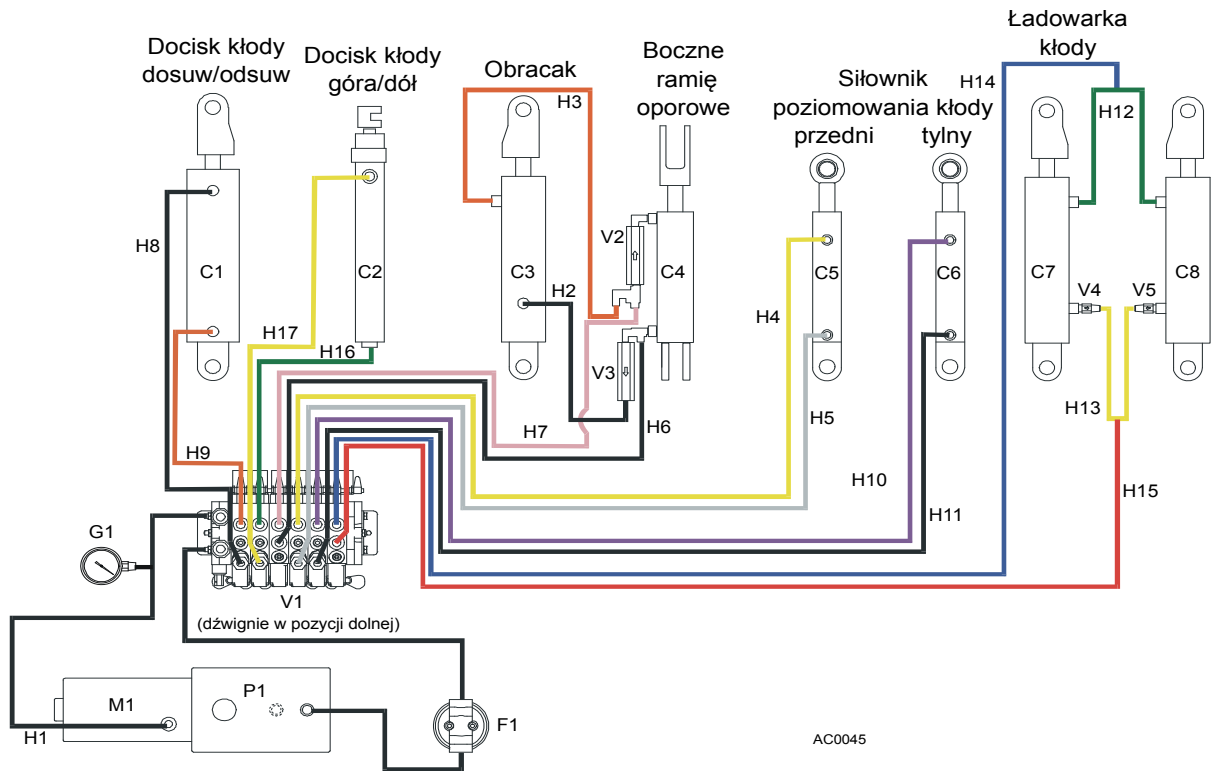 Docisk kłody
dosuw/odsuw
Docisk kłody
góra/dół
Obracak
Boczne
ramię
oporowe
Siłownik
poziomowania kłody
przedni
tylny
Ładowarka
kłody
H14
H3
H12
H8
C1
C2
C3
H2
V2
C4
C5
C6
C7
C8
V4
V5
H4
H17
H16
V3
H7
H6
H5
H13
H9
H10
H11
H15
G1
V1
(dźwignie w pozycji dolnej)
M1
P1
H1
F1
AC0045